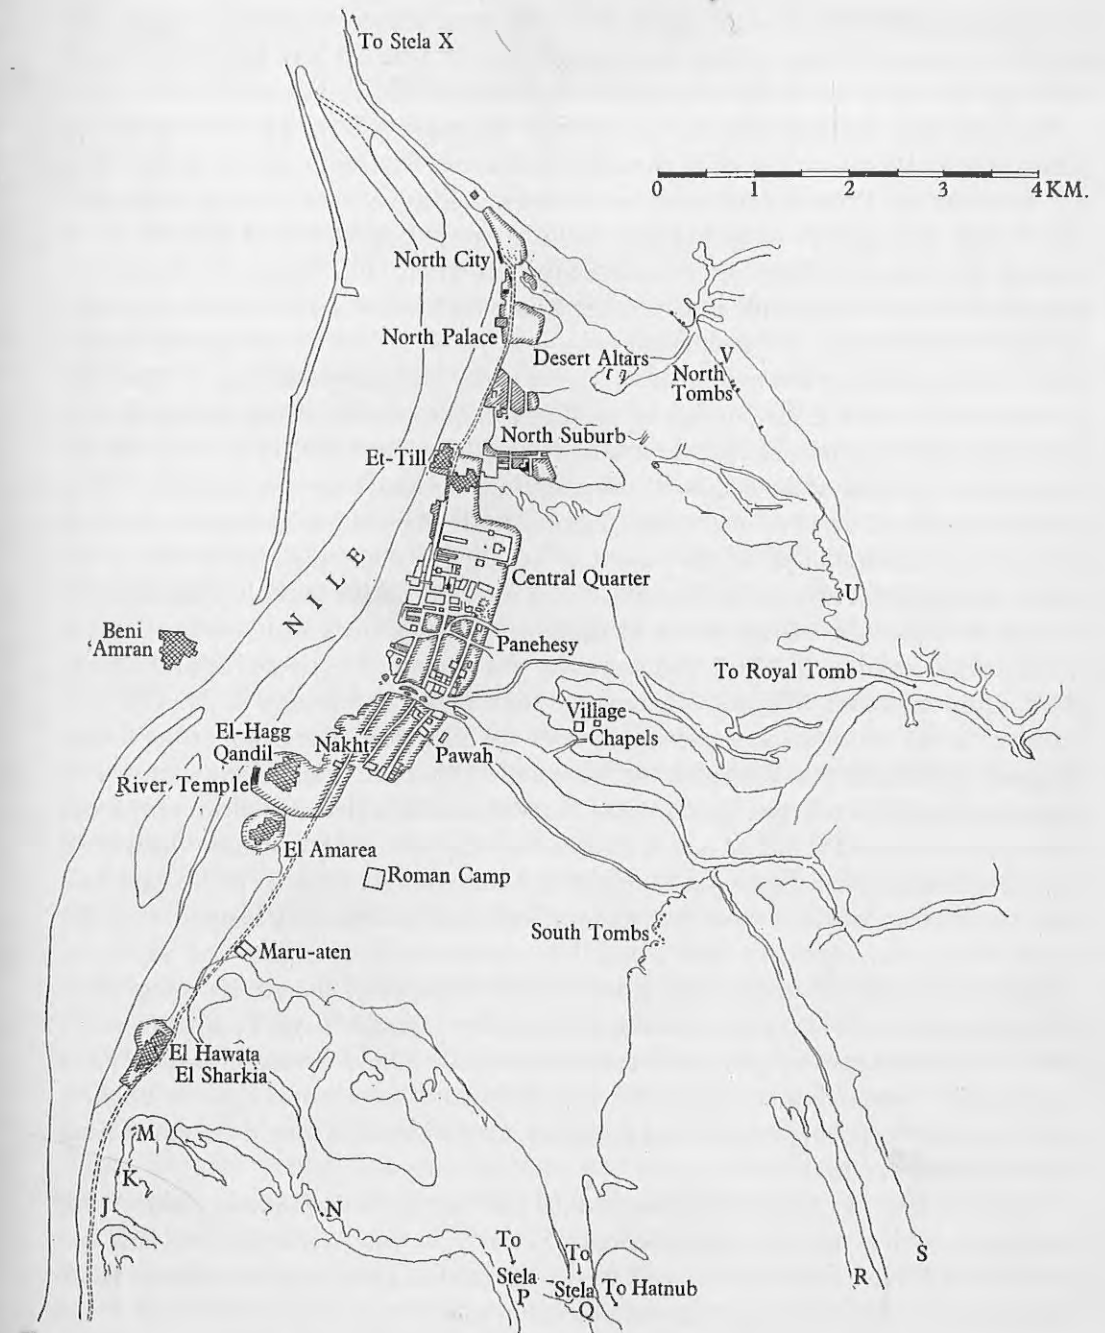 To Stela X
0 1 2 3 4 KM.
North City
North Palace
Desert Altars
V
North
Tombs
North Suburb
Et-Till
NILE
Central Quarter
U
Beni
'Amran
Panehesy
To Royal Tomb
Village
Chapels
El-Hagg
Qandil
Nakht
Pawah
River Temple
El Amarea
Roman Camp
South Tombs
Maru-aten
El Hawâta
El Sharkia
M
K
J
N
To
Stela
P
To
Stela
Q
To Hatnub
R
S